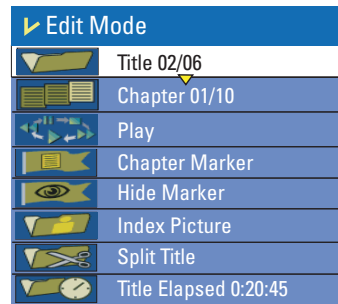 Edit Mode
Title 02/06
Chapter 01/10
Play
Chapter Marker
Hide Marker
Index Picture
Split Title
Title Elapsed 0:20:45